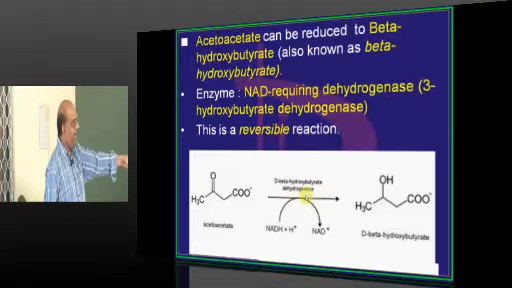 Acetoacetate can be reduced to Beta-
hydroxybutyrate (also known as beta-
hydroxybutyrate).
Enzyme : NAD-requiring dehydrogenase (3-
hydroxybutyrate dehydrogenase)
This is a reversible reaction.
O
H₃C
COO⁻
acetoacetate
D-beta-hydroxybutyrate
dehydrogenase
NADH + H⁺
NAD⁺
OH
H₃C
COO⁻
D-beta-hydroxybutyrate